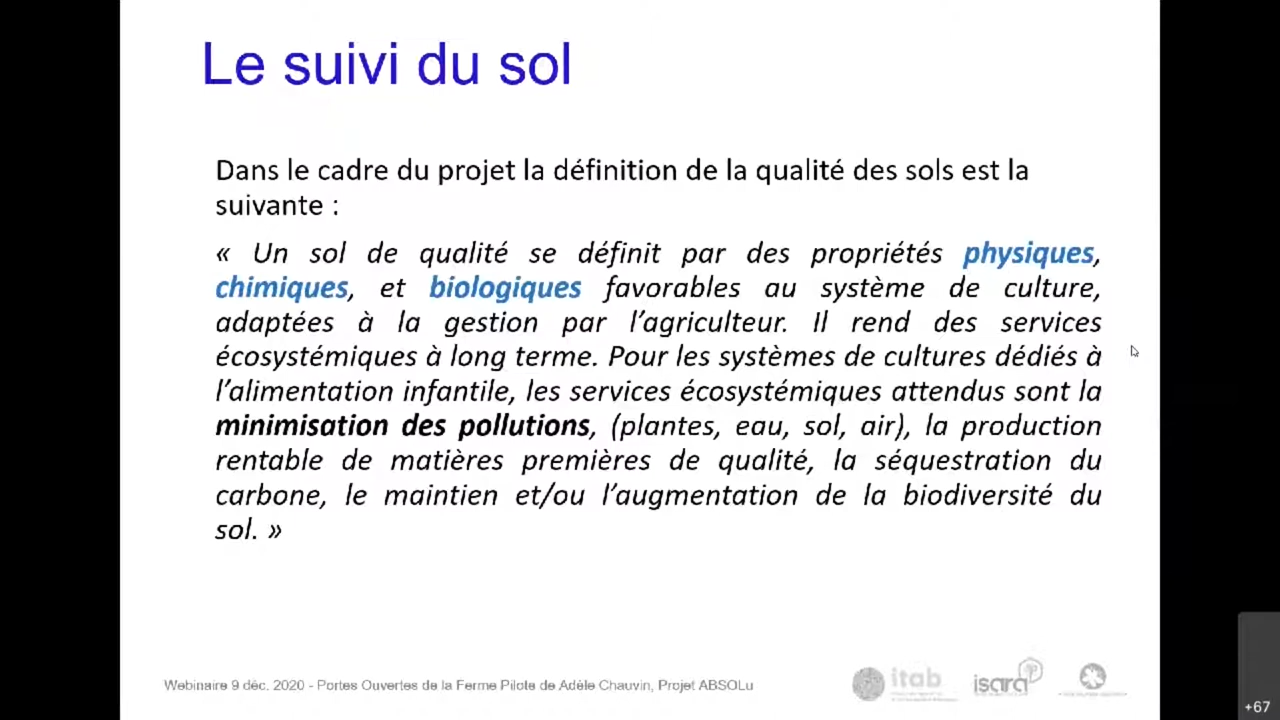 Le suivi du sol
Dans le cadre du projet la définition de la qualité des sols est la
suivante :
« Un sol de qualité se définit par des propriétés physiques,
chimiques, et biologiques favorables au système de culture,
adaptées à la gestion par l’agriculteur. Il rend des services
écosystémiques à long terme. Pour les systèmes de cultures dédiés à
l’alimentation infantile, les services écosystémiques attendus sont la
minimisation des pollutions, (plantes, eau, sol, air), la production
rentable de matières premières de qualité, la séquestration du
carbone, le maintien et/ou l’augmentation de la biodiversité du
sol. »
Webinaire 9 déc. 2020 - Portes Ouvertes de la Ferme Pilote de Adèle Chauvin, Projet ABSOLu
itab
isara
+67